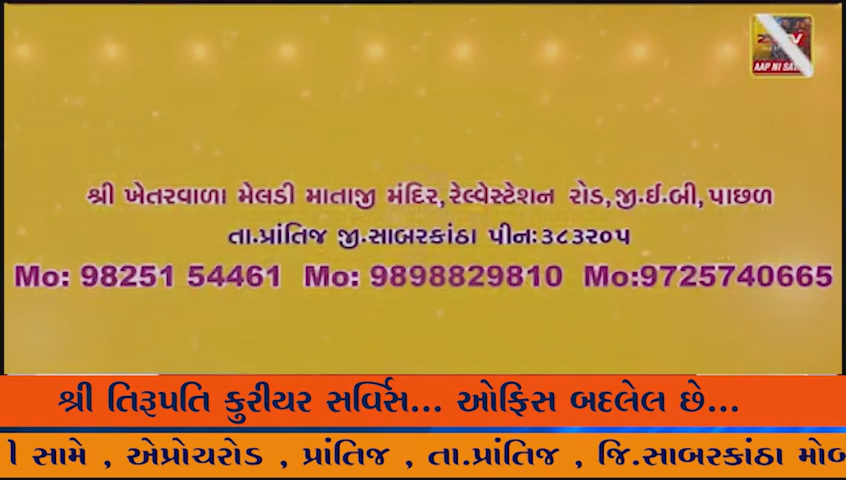 AAP NI SA
શ્રી ખેતરવાળા મેલડી માતાજી મંદિર,રેલ્વેસ્ટેશન રોડ,જી.ઈ.બી,પાછળ
તા.પ્રાંતિજ જી.સાબરકાંઠા પીન:૩૮૩૨૦૫
Mo: 98251 54461 Mo: 9898829810 Mo:9725740665
શ્રી તિરૂપતિ કુરીયર સર્વિસ... ઓફિસ બદલેલ છે...
સામે , એપ્રોચરોડ , પ્રાંતિજ , તા.પ્રાંતિજ , જિ.સાબરકાંઠા મોબ